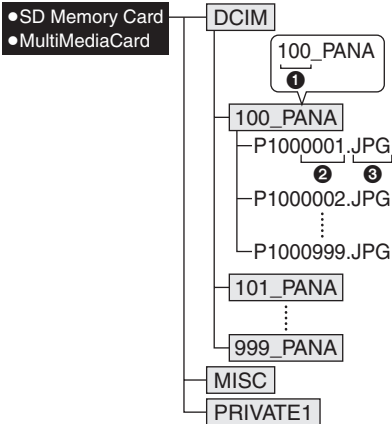 ●SD Memory Card
●MultiMediaCard
DCIM
100_PANA
❶
100_PANA
P1000001.JPG
❷ ❸
P1000002.JPG
P1000999.JPG
101_PANA
999_PANA
MISC
PRIVATE1